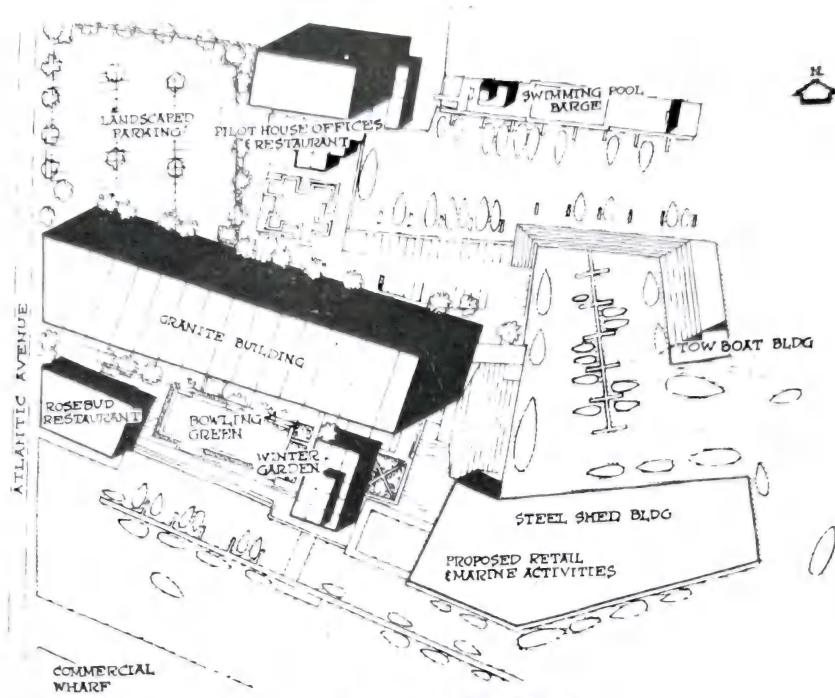 N.
SWIMMING POOL
BARGE
LANDSCAPED
PARKING
PILOT HOUSE OFFICES
& RESTAURANT
ATLANTIC AVENUE
GRANITE BUILDING
TOW BOAT BLDG
ROSEBUD
RESTAURANT
BOWLING
GREEN
WINTER
GARDEN
STEEL SHED BLDG
PROPOSED RETAIL
& MARINE ACTIVITIES
COMMERCIAL
WHARF